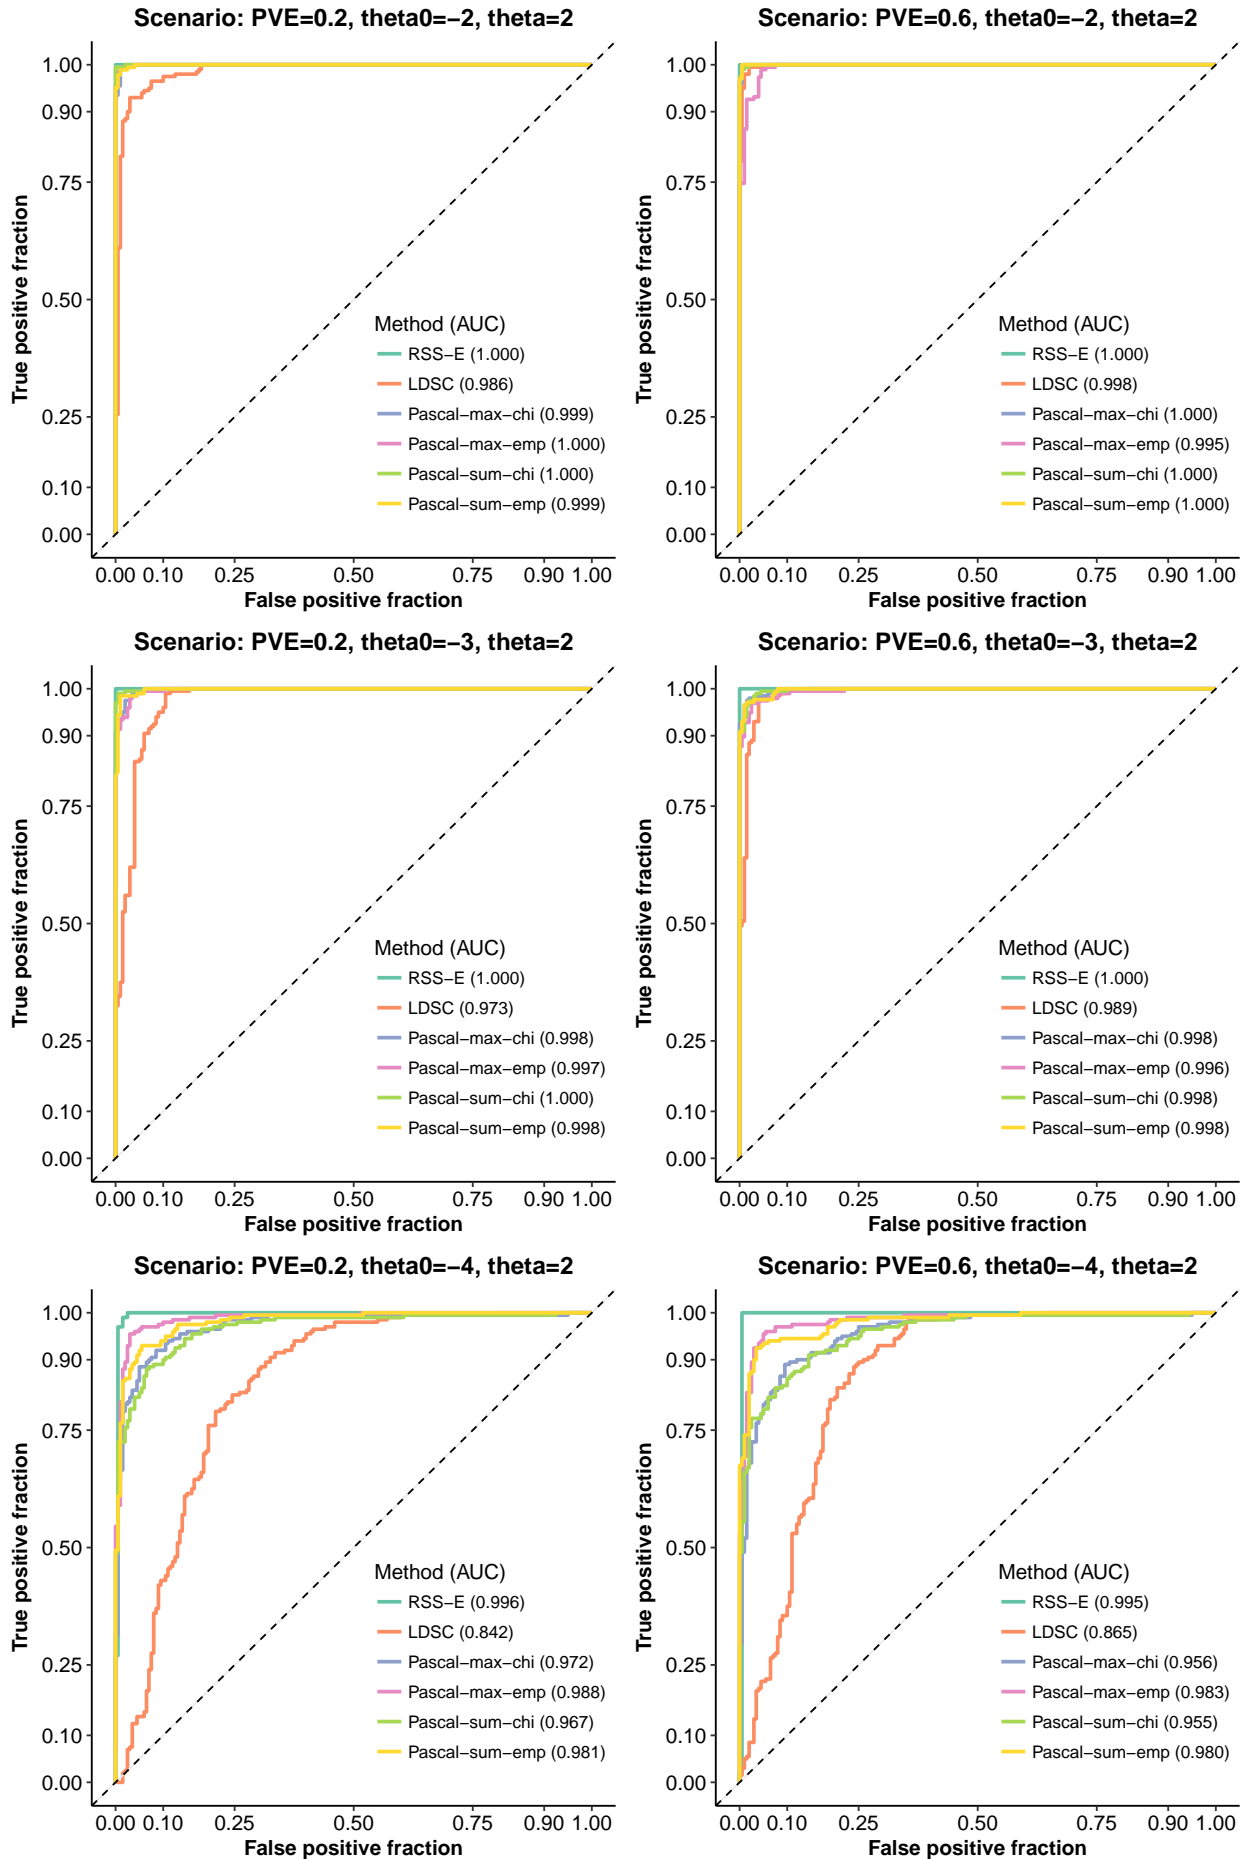 Scenario: PVE=0.2, theta0=−2, theta=2
True positive fraction
1.00
0.90
0.75
0.50
0.25
0.10
0.00
Method (AUC)
RSS−E (1.000)
LDSC (0.986)
Pascal−max−chi (0.999)
Pascal−max−emp (1.000)
Pascal−sum−chi (1.000)
Pascal−sum−emp (0.999)
0.00 0.10 0.25 0.50 0.75 0.90 1.00
False positive fraction
Scenario: PVE=0.6, theta0=−2, theta=2
True positive fraction
1.00
0.90
0.75
0.50
0.25
0.10
0.00
Method (AUC)
RSS−E (1.000)
LDSC (0.998)
Pascal−max−chi (1.000)
Pascal−max−emp (0.995)
Pascal−sum−chi (1.000)
Pascal−sum−emp (1.000)
0.00 0.10 0.25 0.50 0.75 0.90 1.00
False positive fraction
Scenario: PVE=0.2, theta0=−3, theta=2
True positive fraction
1.00
0.90
0.75
0.50
0.25
0.10
0.00
Method (AUC)
RSS−E (1.000)
LDSC (0.973)
Pascal−max−chi (0.998)
Pascal−max−emp (0.997)
Pascal−sum−chi (1.000)
Pascal−sum−emp (0.998)
0.00 0.10 0.25 0.50 0.75 0.90 1.00
False positive fraction
Scenario: PVE=0.6, theta0=−3, theta=2
True positive fraction
1.00
0.90
0.75
0.50
0.25
0.10
0.00
Method (AUC)
RSS−E (1.000)
LDSC (0.989)
Pascal−max−chi (0.998)
Pascal−max−emp (0.996)
Pascal−sum−chi (0.998)
Pascal−sum−emp (0.998)
0.00 0.10 0.25 0.50 0.75 0.90 1.00
False positive fraction
Scenario: PVE=0.2, theta0=−4, theta=2
True positive fraction
1.00
0.90
0.75
0.50
0.25
0.10
0.00
Method (AUC)
RSS−E (0.996)
LDSC (0.842)
Pascal−max−chi (0.972)
Pascal−max−emp (0.988)
Pascal−sum−chi (0.967)
Pascal−sum−emp (0.981)
0.00 0.10 0.25 0.50 0.75 0.90 1.00
False positive fraction
Scenario: PVE=0.6, theta0=−4, theta=2
True positive fraction
1.00
0.90
0.75
0.50
0.25
0.10
0.00
Method (AUC)
RSS−E (0.995)
LDSC (0.865)
Pascal−max−chi (0.956)
Pascal−max−emp (0.983)
Pascal−sum−chi (0.955)
Pascal−sum−emp (0.980)
0.00 0.10 0.25 0.50 0.75 0.90 1.00
False positive fraction